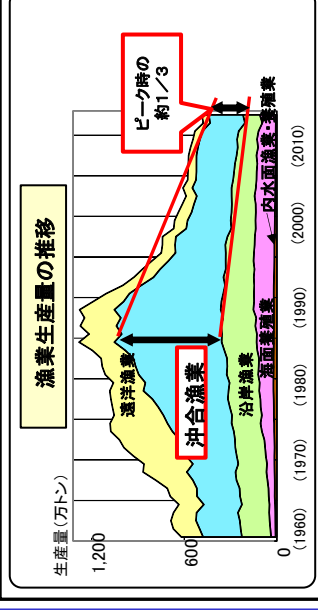 漁業生産量の推移
生産量(万トン)
1,200
600
0
ピーク時の
約1/3
遠洋漁業
沖合漁業
沿岸漁業
海面養殖業
内水面漁業・養殖業
(1960)
(1970)
(1980)
(1990)
(2000)
(2010)